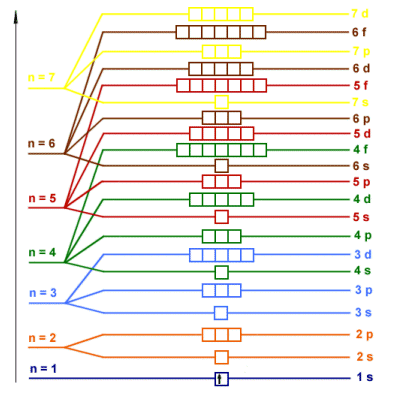 7 d
6 f
7 p
6 d
n = 7
5 f
7 s
6 p
5 d
n = 6
4 f
6 s
5 p
n = 5
4 d
5 s
4 p
n = 4
3 d
4 s
n = 3
3 p
3 s
n = 2
2 p
2 s
n = 1
1 s